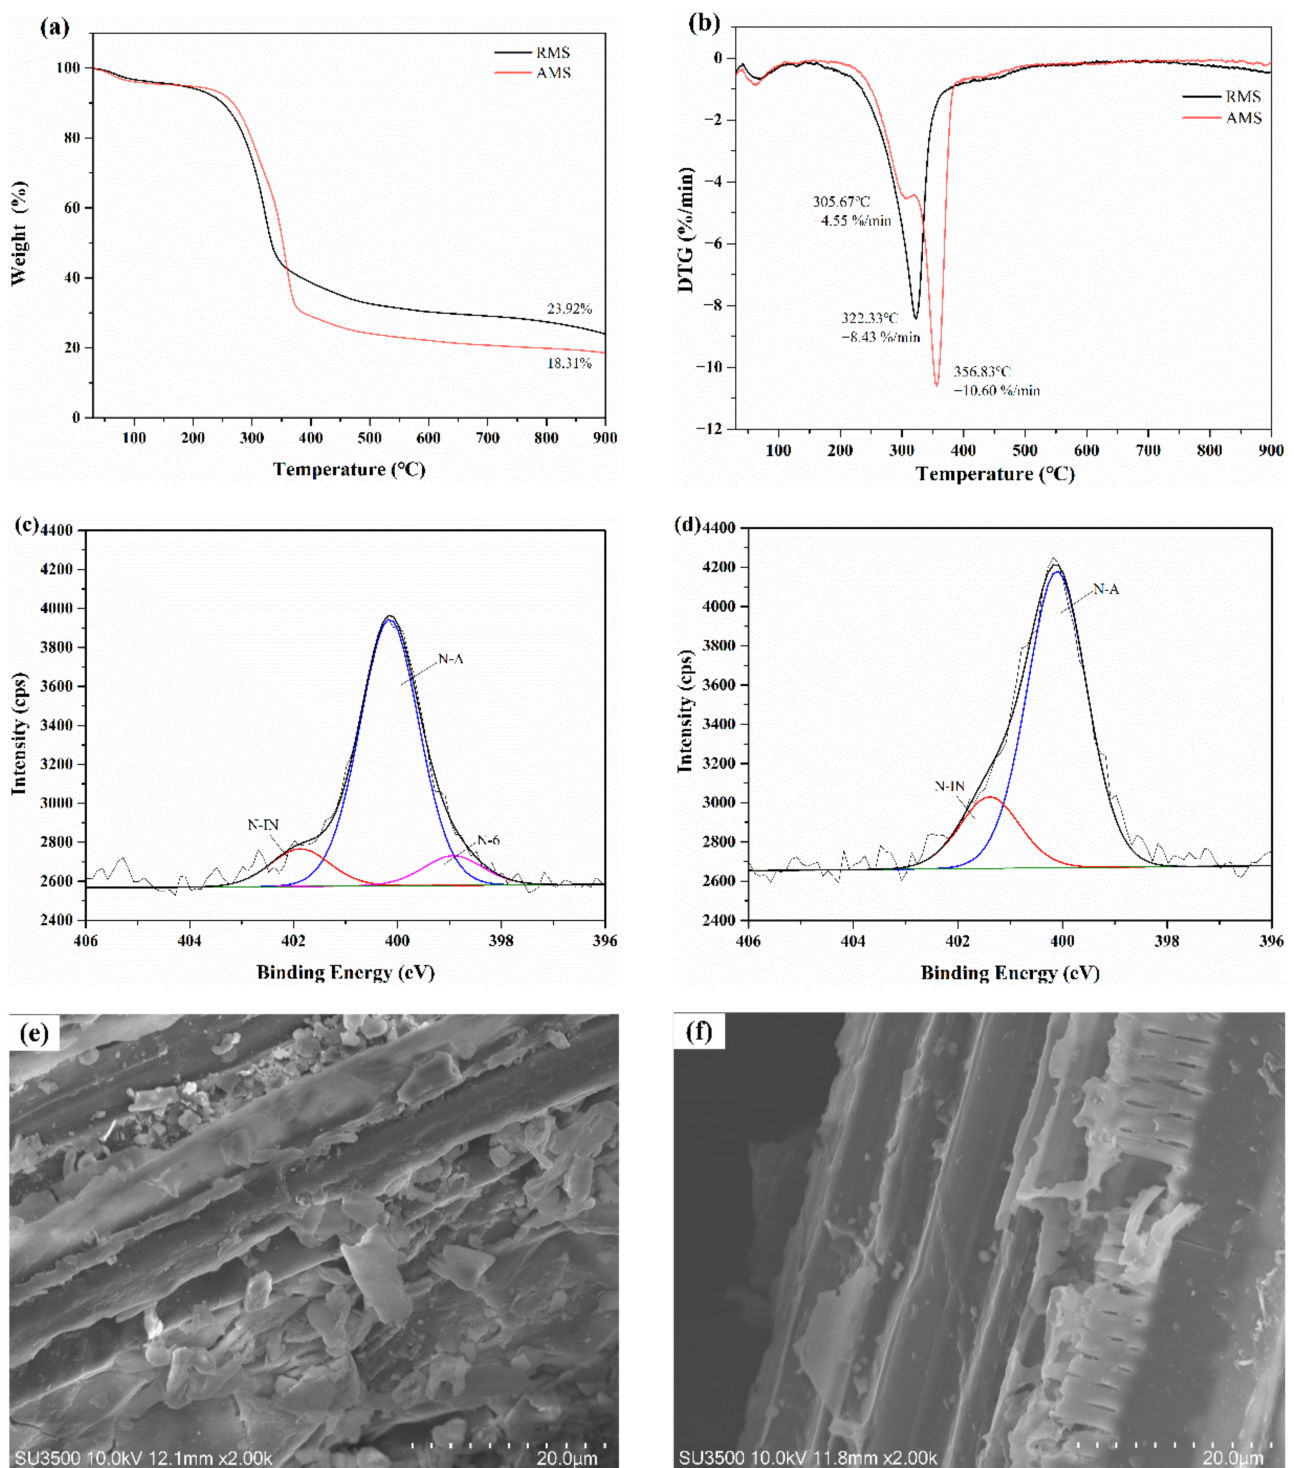 (a)
RMS
AMS
100
80
60
40
20
0
Weight (%)
23.92%
18.31%
100 200 300 400 500 600 700 800 900
Temperature (°C)
(b)
RMS
AMS
0
−2
−4
−6
−8
−10
−12
DTG (%/min)
305.67°C
−4.55 %/min
322.33°C
−8.43 %/min
356.83°C
−10.60 %/min
100 200 300 400 500 600 700 800 900
Temperature (°C)
(c)
4400
4200
4000
3800
3600
3400
3200
3000
2800
2600
2400
Intensity (cps)
N-A
N-IN
N-6
406 404 402 400 398 396
Binding Energy (eV)
(d)
4400
4200
4000
3800
3600
3400
3200
3000
2800
2600
2400
Intensity (cps)
N-A
N-IN
406 404 402 400 398 396
Binding Energy (eV)
(e)
SU3500 10.0kV 12.1mm x2.00k 20.0μm
(f)
SU3500 10.0kV 11.8mm x2.00k 20.0μm